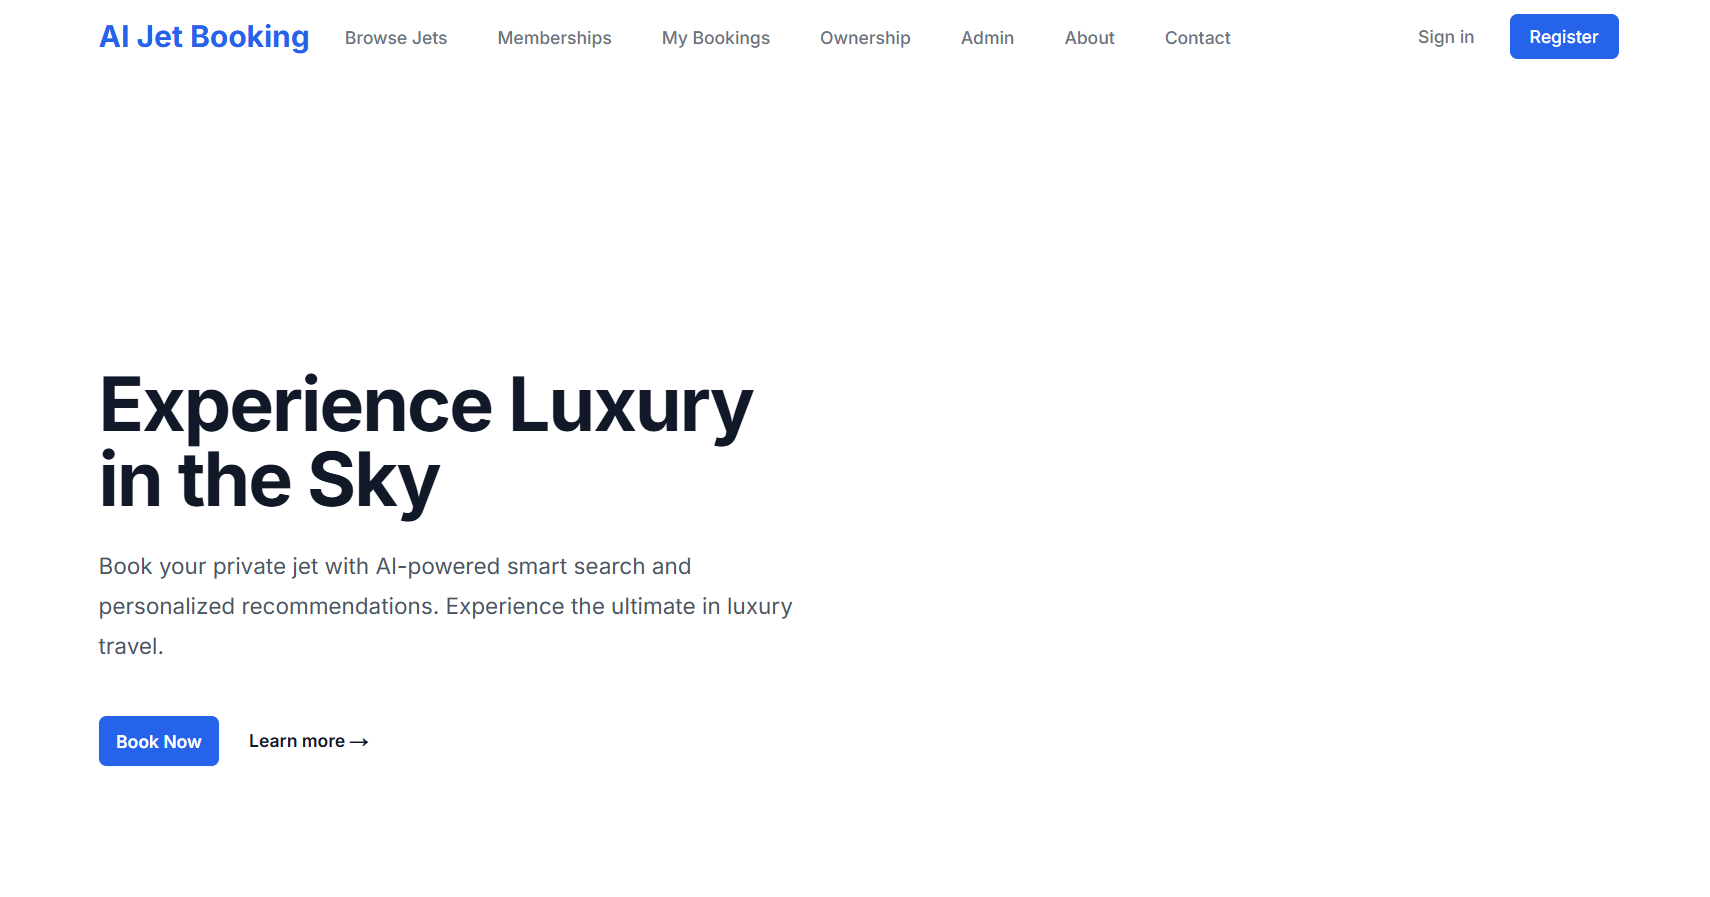 AI Jet Booking Browse Jets Memberships My Bookings Ownership Admin About Contact Sign in Register
Experience Luxury
in the Sky
Book your private jet with AI-powered smart search and
personalized recommendations. Experience the ultimate in luxury
travel.
Book Now Learn more →